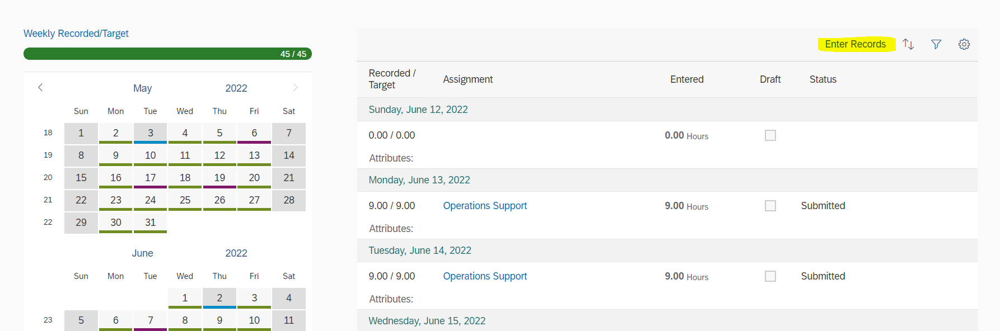 Weekly Recorded/Target
45 / 45
May 2022
Sun Mon Tue Wed Thu Fri Sat
18 1 2 3 4 5 6 7
19 8 9 10 11 12 13 14
20 15 16 17 18 19 20 21
21 22 23 24 25 26 27 28
22 29 30 31
June 2022
Sun Mon Tue Wed Thu Fri Sat
1 2 3 4
23 5 6 7 8 9 10 11
Enter Records
Recorded /
Target Assignment Entered Draft Status
Sunday, June 12, 2022
0.00 / 0.00 0.00 Hours
Attributes:
Monday, June 13, 2022
9.00 / 9.00 Operations Support 9.00 Hours Submitted
Attributes:
Tuesday, June 14, 2022
9.00 / 9.00 Operations Support 9.00 Hours Submitted
Attributes:
Wednesday, June 15, 2022